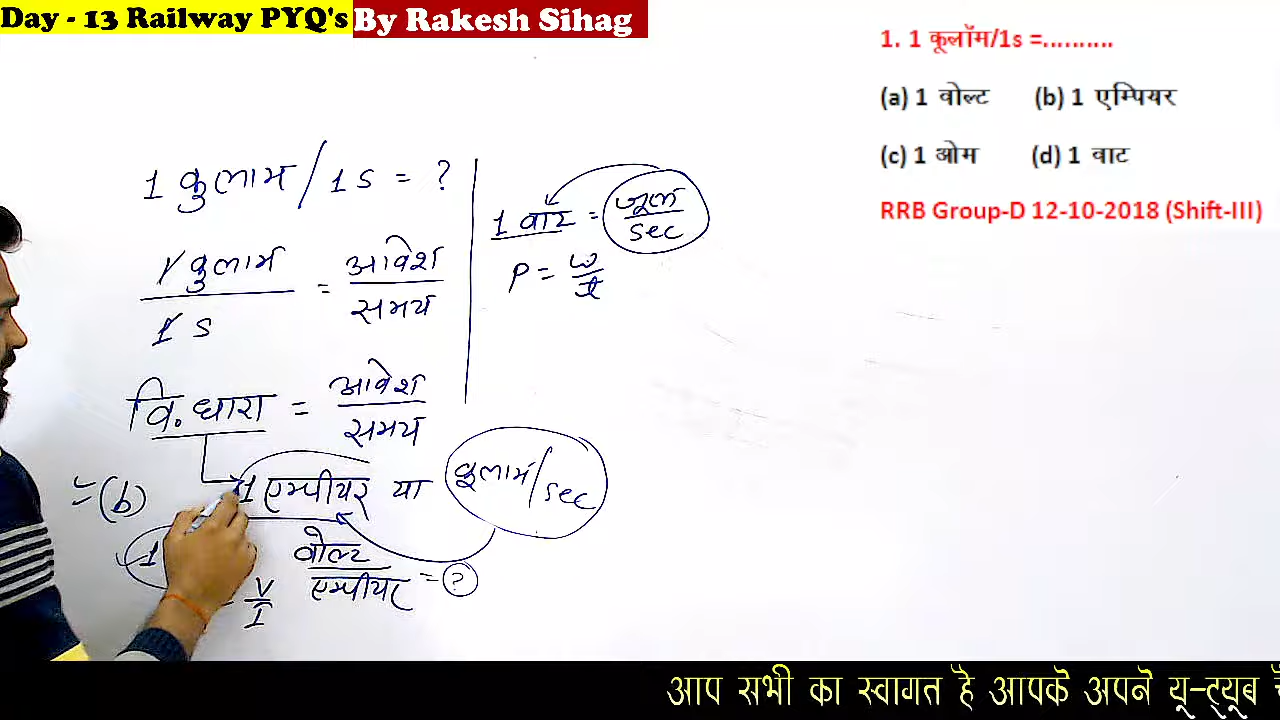 Day - 13 Railway PYQ's By Rakesh Sihag
1. 1 कूलॉम/1s =..........
(a) 1 वोल्ट (b) 1 एम्पियर
(c) 1 ओम (d) 1 वाट
RRB Group-D 12-10-2018 (Shift-III)
1 कुलाम / 1 s = ?
1 कुलाम / 1 s = आवेश / समय
वि. धारा = आवेश / समय
=(b) 1 एम्पीयर या कुलाम/sec
1
वोल्ट / एम्पीयर = ?
= V / I
1 वाट = जूल / sec
P = W / t
आप सभी का स्वागत है आपके अपने यू-ट्यूब